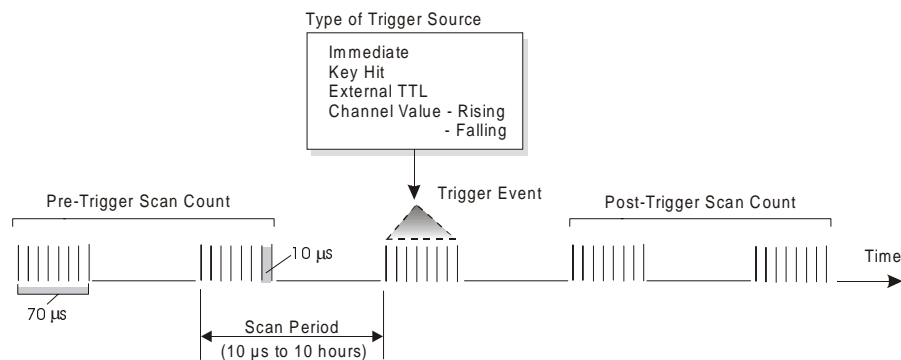 Type of Trigger Source
Immediate
Key Hit
External TTL
Channel Value - Rising
- Falling
Pre-Trigger Scan Count
Trigger Event
Post-Trigger Scan Count
10 µs
Time
70 µs
Scan Period
(10 µs to 10 hours)